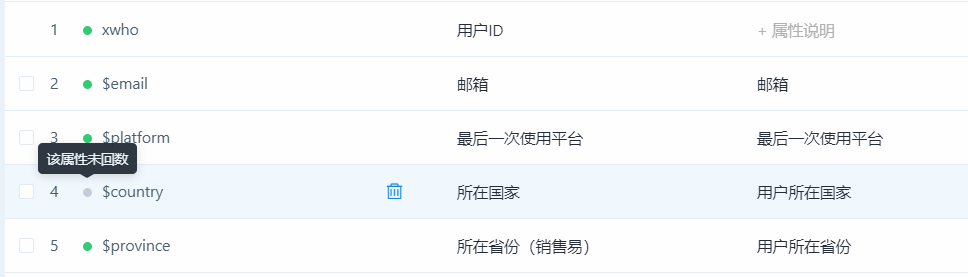 1 xwho 用户ID + 属性说明
2 $email 邮箱 邮箱
3 $platform 最后一次使用平台 最后一次使用平台
该属性未回数
4 $country 所在国家 用户所在国家
5 $province 所在省份（销售易） 用户所在省份